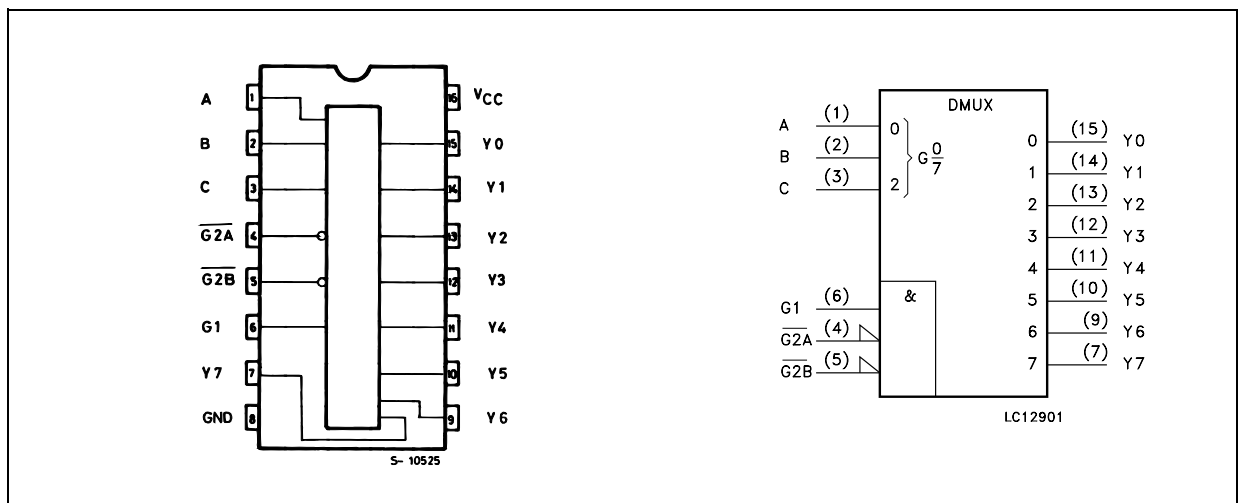 A 1 16 VCC
B 2 15 Y0
C 3 14 Y1
G2A 4 13 Y2
G2B 5 12 Y3
G1 6 11 Y4
Y7 7 10 Y5
GND 8 9 Y6
S- 10525
DMUX
A (1) 0
B (2) G 0/7
C (3) 2
G1 (6) &
G2A (4)
G2B (5)
0 (15) Y0
1 (14) Y1
2 (13) Y2
3 (12) Y3
4 (11) Y4
5 (10) Y5
6 (9) Y6
7 (7) Y7
LC12901